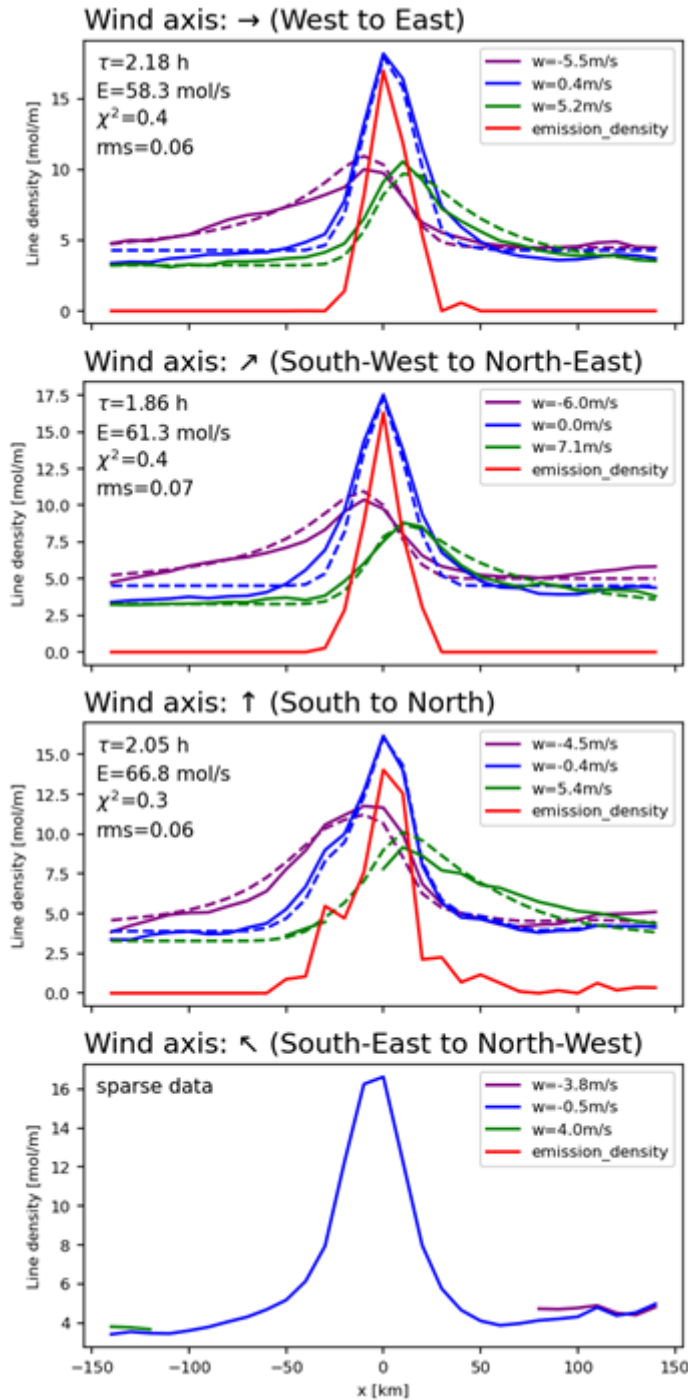 Wind axis: → (West to East)
τ=2.18 h
E=58.3 mol/s
χ²=0.4
rms=0.06
w=-5.5m/s
w=0.4m/s
w=5.2m/s
emission_density
Line density [mol/m]
15
10
5
0
Wind axis: ↗ (South-West to North-East)
τ=1.86 h
E=61.3 mol/s
χ²=0.4
rms=0.07
w=-6.0m/s
w=0.0m/s
w=7.1m/s
emission_density
Line density [mol/m]
17.5
15.0
12.5
10.0
7.5
5.0
2.5
0.0
Wind axis: ↑ (South to North)
τ=2.05 h
E=66.8 mol/s
χ²=0.3
rms=0.06
w=-4.5m/s
w=-0.4m/s
w=5.4m/s
emission_density
Line density [mol/m]
15.0
12.5
10.0
7.5
5.0
2.5
0.0
Wind axis: ↖ (South-East to North-West)
sparse data
w=-3.8m/s
w=-0.5m/s
w=4.0m/s
emission_density
Line density [mol/m]
16
14
12
10
8
6
4
−150 −100 −50 0 50 100 150
x [km]